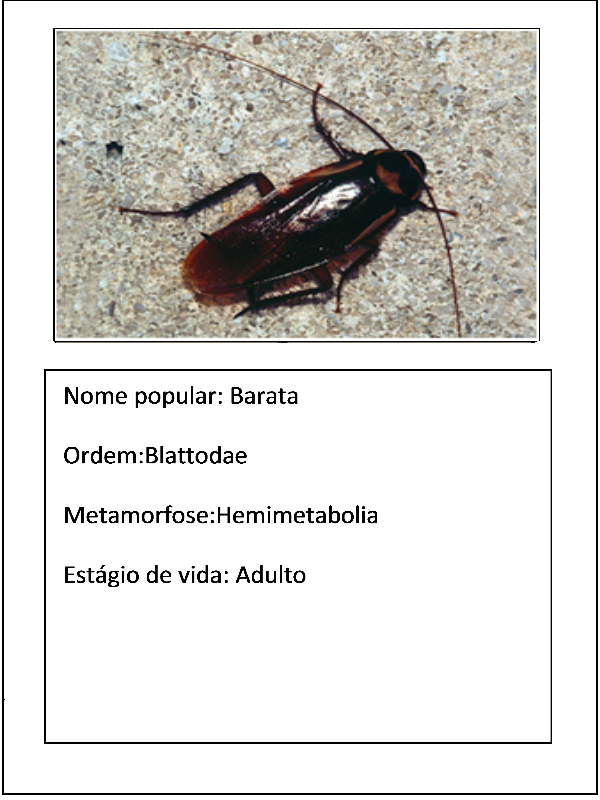 Nome popular: Barata
Ordem:Blattodae
Metamorfose:Hemimetabolia
Estágio de vida: Adulto